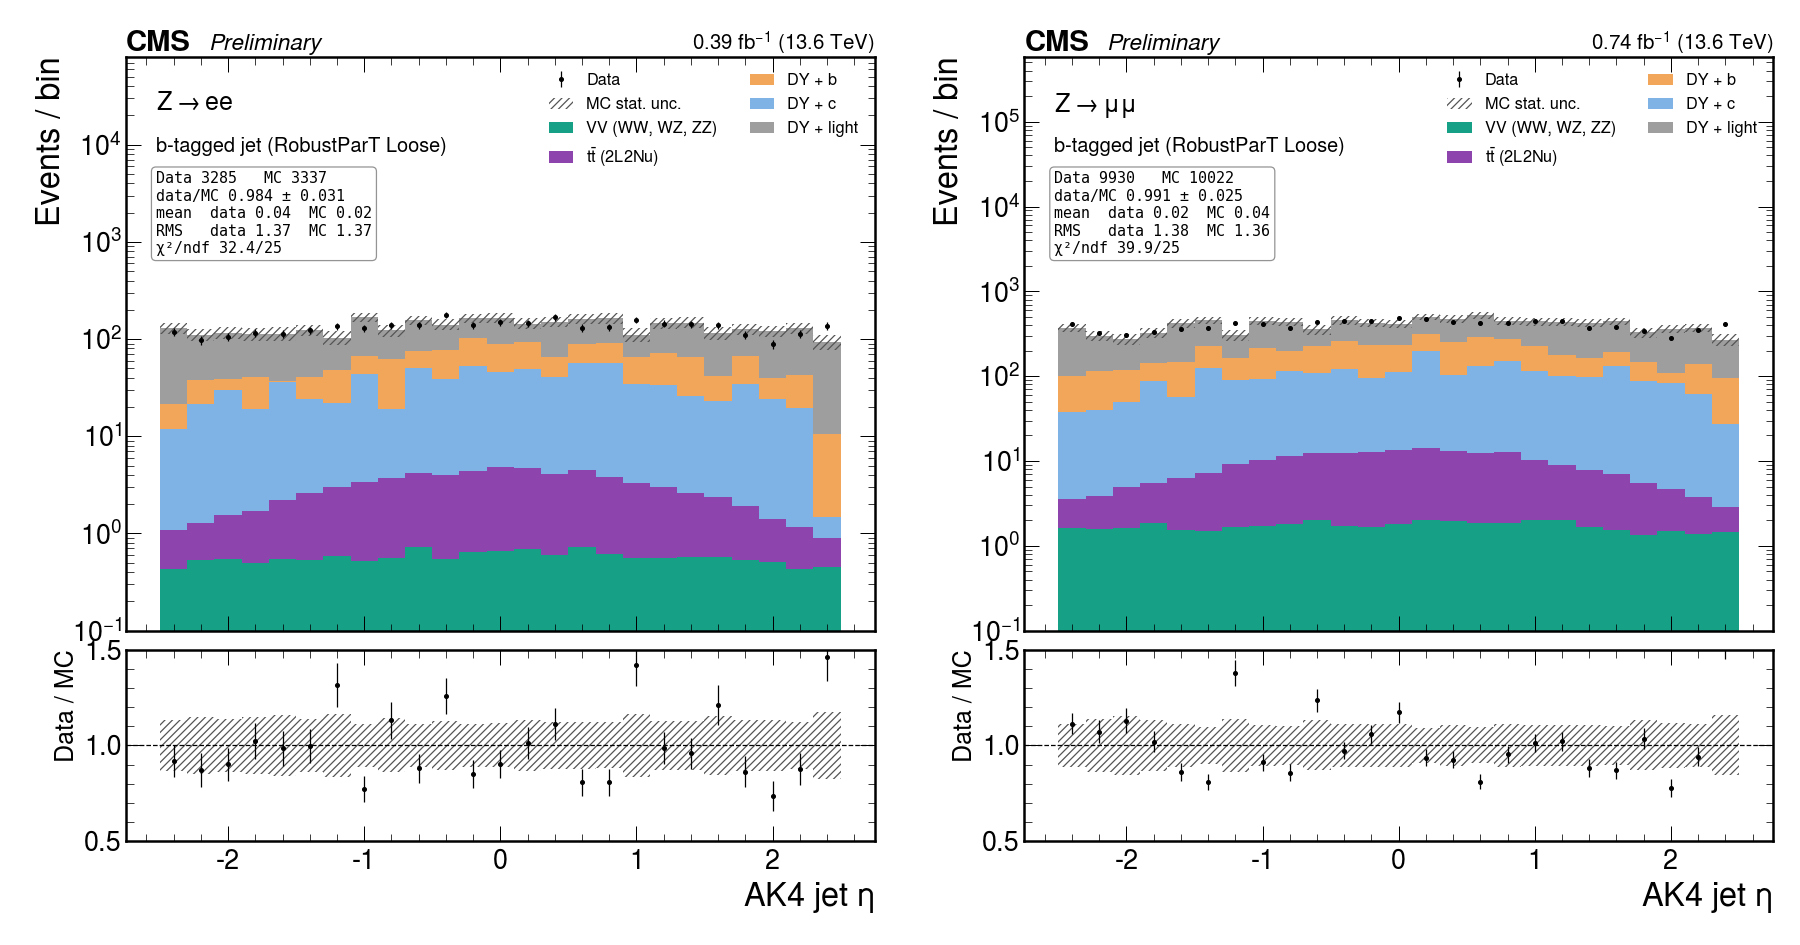 CMS Preliminary 0.39 fb⁻¹ (13.6 TeV)
Events / bin
Z → ee
b-tagged jet (RobustParT Loose)
Data 3285 MC 3337
data/MC 0.984 ± 0.031
mean data 0.04 MC 0.02
RMS data 1.37 MC 1.37
χ²/ndf 32.4/25
Data
MC stat. unc.
VV (WW, WZ, ZZ)
tt̄ (2L2Nu)
DY + b
DY + c
DY + light
10⁴
10³
10²
10¹
10⁰
10⁻¹
Data / MC
1.5
1.0
0.5
-2 -1 0 1 2
AK4 jet η
CMS Preliminary 0.74 fb⁻¹ (13.6 TeV)
Events / bin
Z → μμ
b-tagged jet (RobustParT Loose)
Data 9930 MC 10022
data/MC 0.991 ± 0.025
mean data 0.02 MC 0.04
RMS data 1.38 MC 1.36
χ²/ndf 39.9/25
Data
MC stat. unc.
VV (WW, WZ, ZZ)
tt̄ (2L2Nu)
DY + b
DY + c
DY + light
10⁵
10⁴
10³
10²
10¹
10⁰
10⁻¹
Data / MC
1.5
1.0
0.5
-2 -1 0 1 2
AK4 jet η